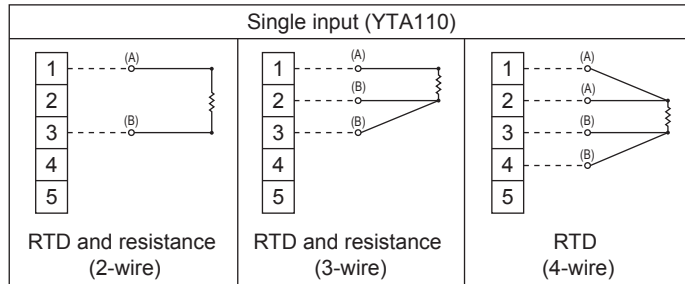 Single input (YTA110)
1 (A)
2
3 (B)
4
5
RTD and resistance
(2-wire)
1 (A)
2 (B)
3 (B)
4
5
RTD and resistance
(3-wire)
1 (A)
2 (A)
3 (B)
4 (B)
5
RTD
(4-wire)